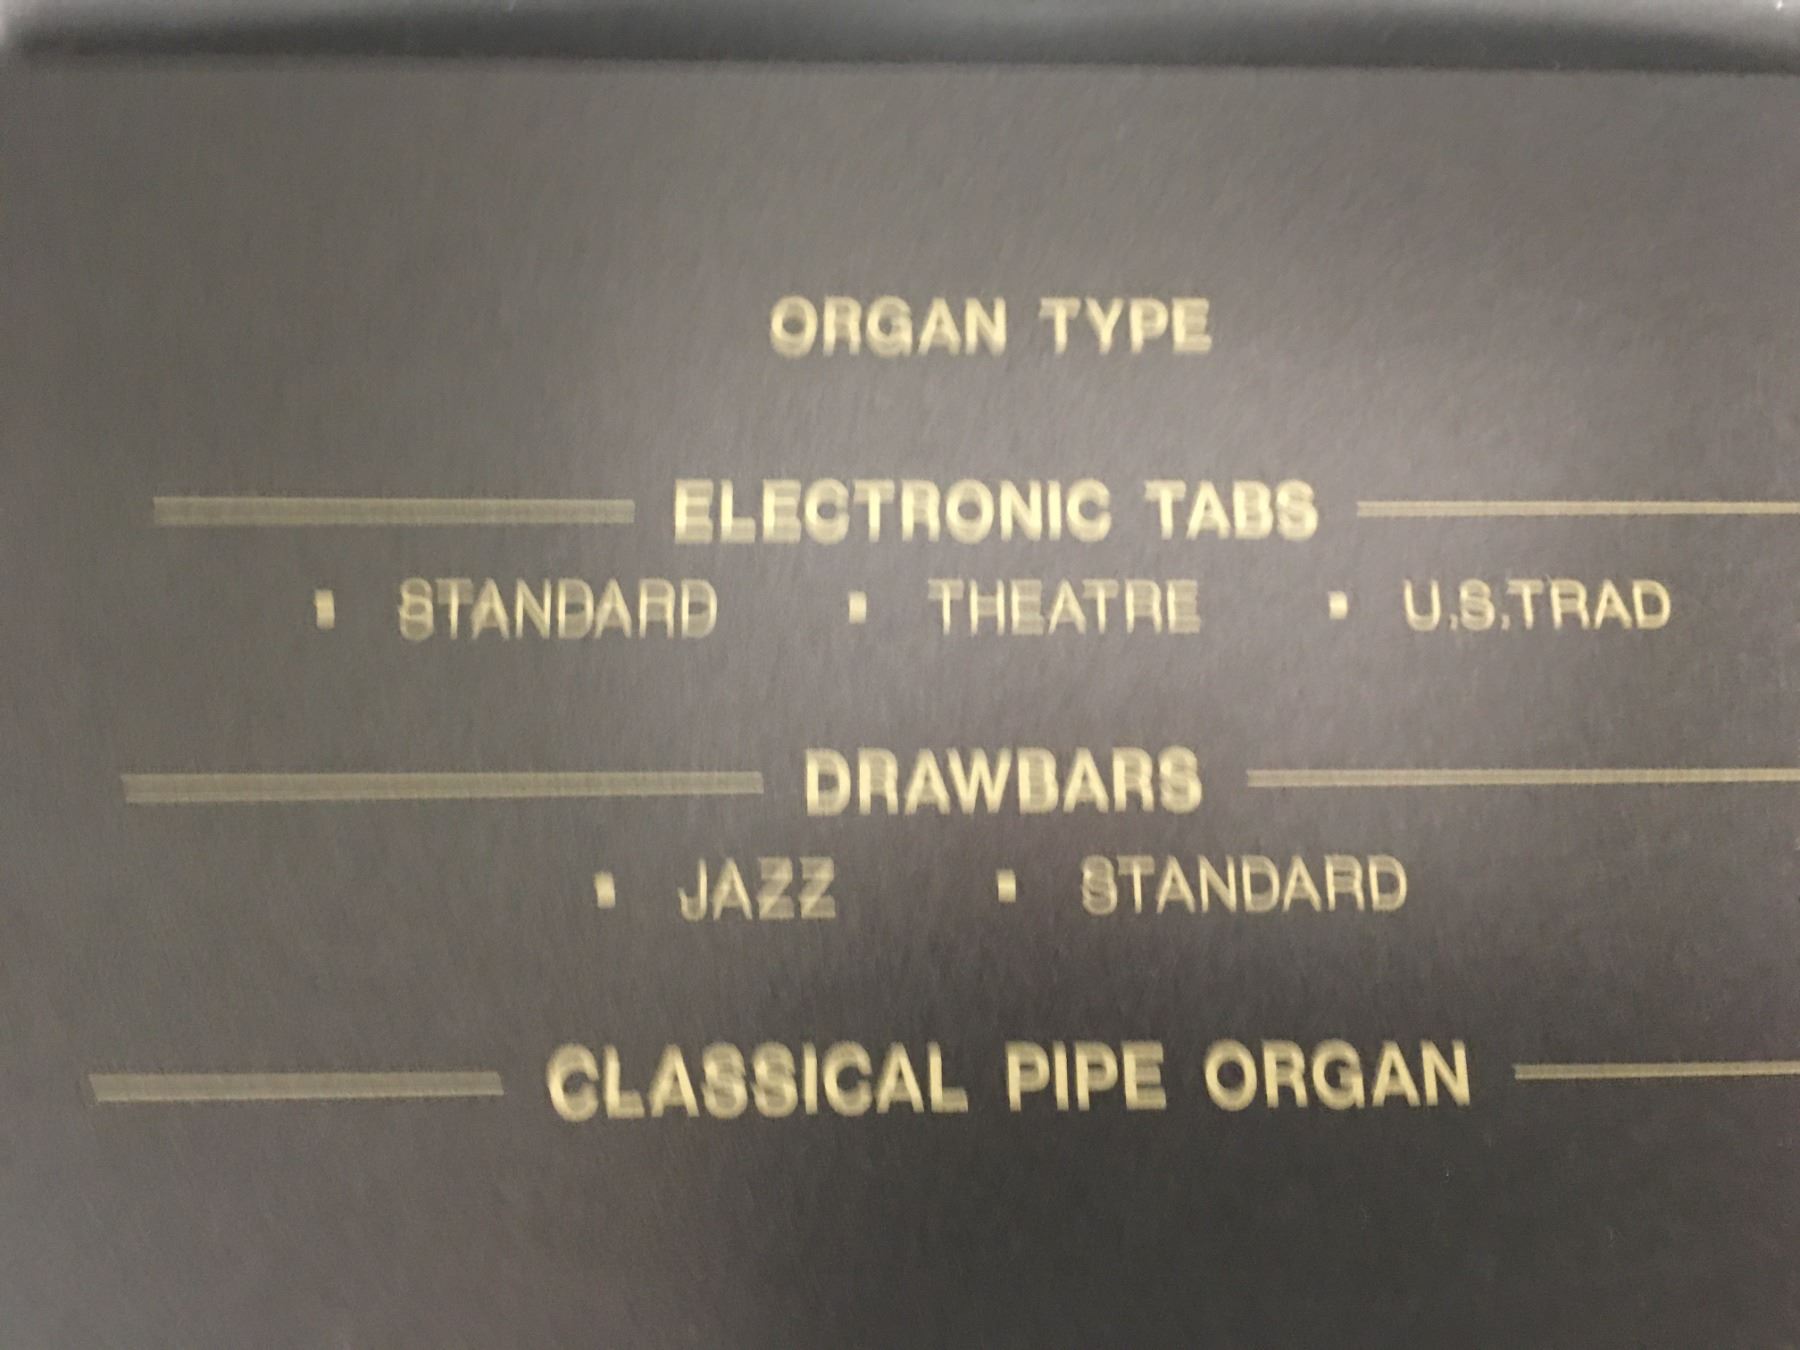 ORGAN TYPE
ELECTRONIC TABS
▪ STANDARD ▪ THEATRE ▪ U.S.TRAD
DRAWBARS
▪ JAZZ ▪ STANDARD
CLASSICAL PIPE ORGAN